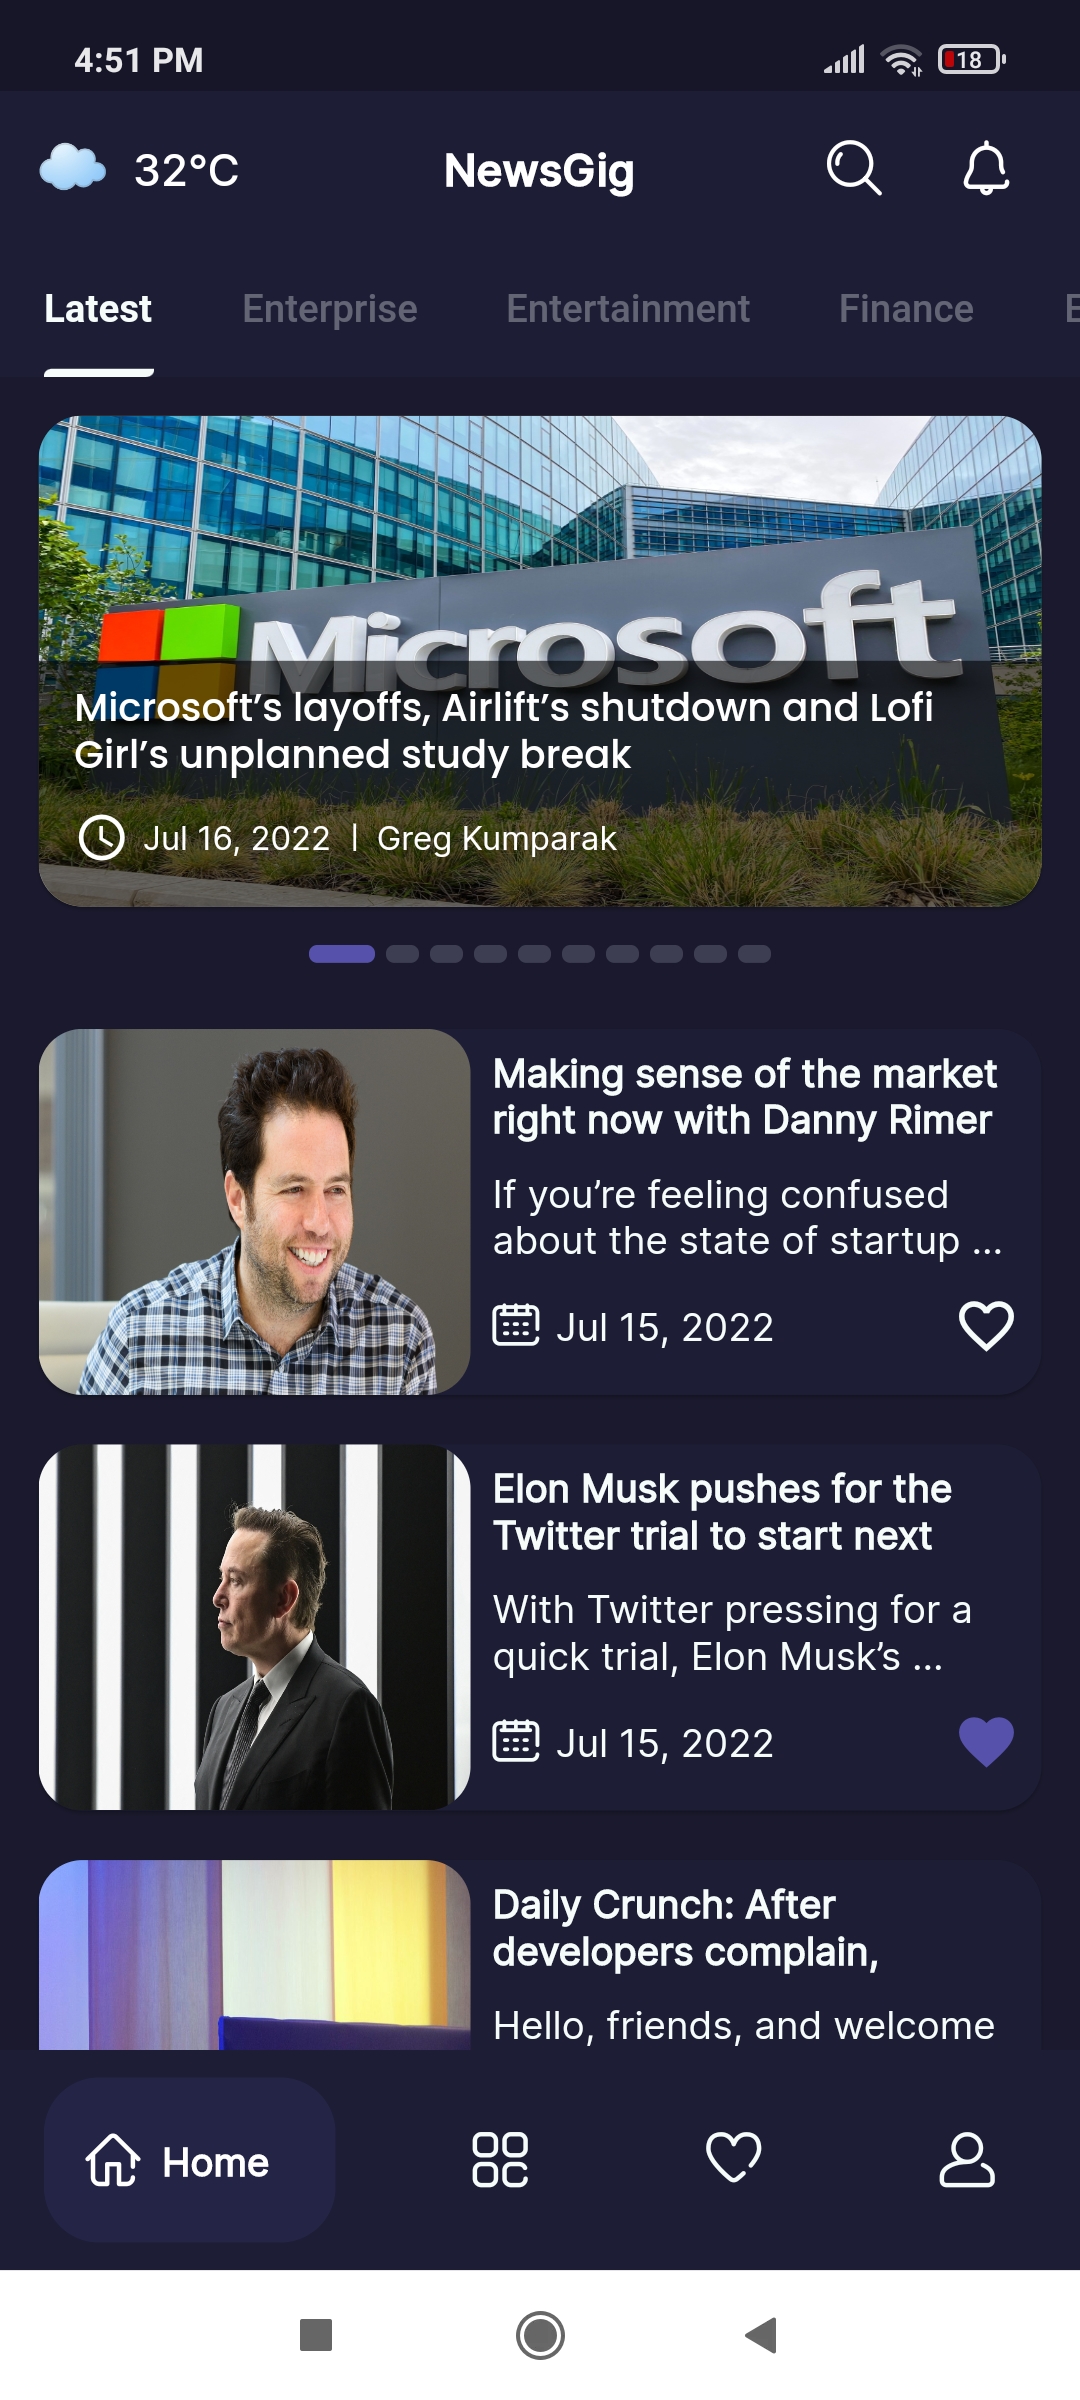 4:51 PM
18
32°C
NewsGig
Latest
Enterprise
Entertainment
Finance
E
Microsoft
Microsoft’s layoffs, Airlift’s shutdown and Lofi
Girl’s unplanned study break
Jul 16, 2022 | Greg Kumparak
Making sense of the market
right now with Danny Rimer
If you’re feeling confused
about the state of startup ...
Jul 15, 2022
Elon Musk pushes for the
Twitter trial to start next
With Twitter pressing for a
quick trial, Elon Musk’s ...
Jul 15, 2022
Daily Crunch: After
developers complain,
Hello, friends, and welcome
Home